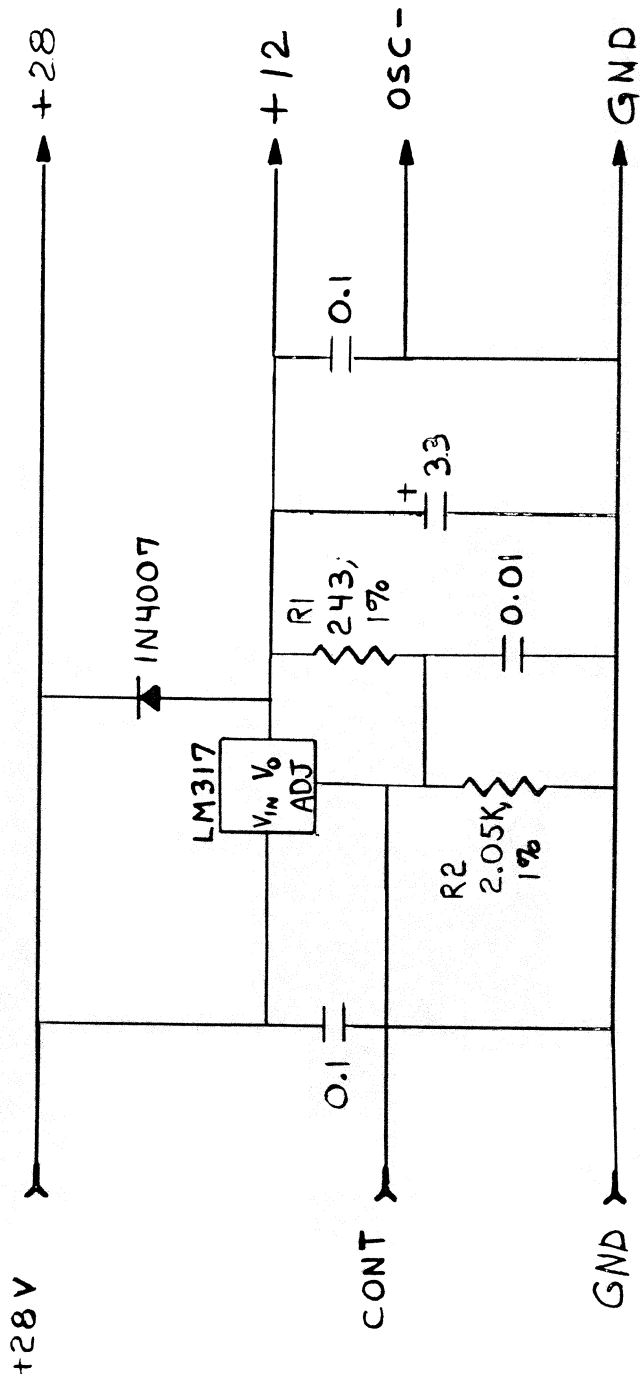 +28V
+28
1N4007
LM317
VIN VO
ADJ
+12
R1
243,
1%
0.1
0.1
+
3.3
OSC-
CONT
R2
2.05K,
1%
0.01
GND
GND